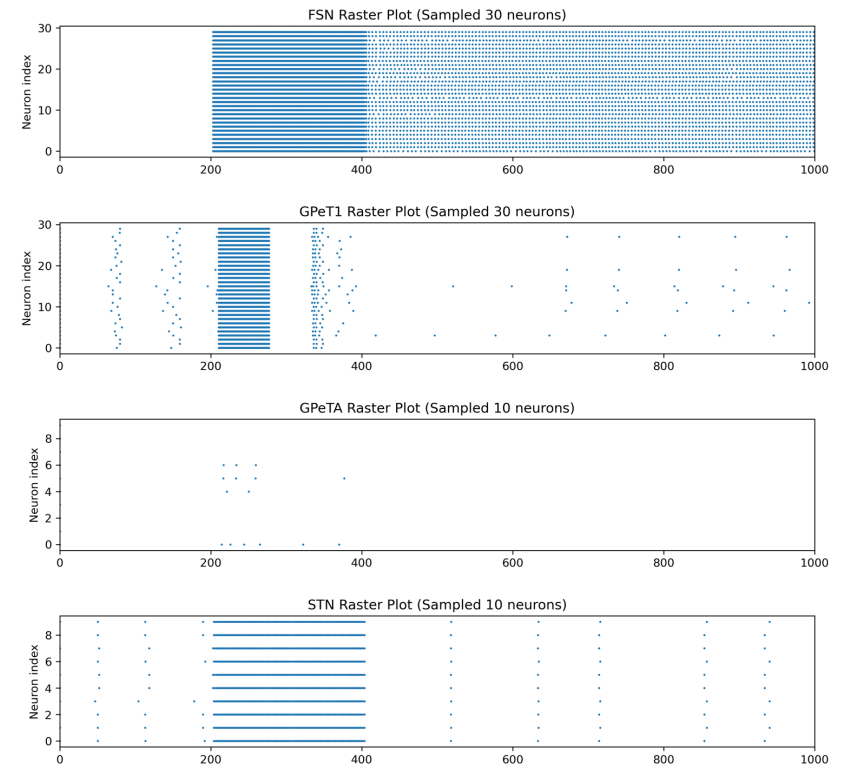 FSN Raster Plot (Sampled 30 neurons)
Neuron index
30
20
10
0
0 200 400 600 800 1000
GPeT1 Raster Plot (Sampled 30 neurons)
Neuron index
30
20
10
0
0 200 400 600 800 1000
GPeTA Raster Plot (Sampled 10 neurons)
Neuron index
8
6
4
2
0
0 200 400 600 800 1000
STN Raster Plot (Sampled 10 neurons)
Neuron index
8
6
4
2
0
0 200 400 600 800 1000